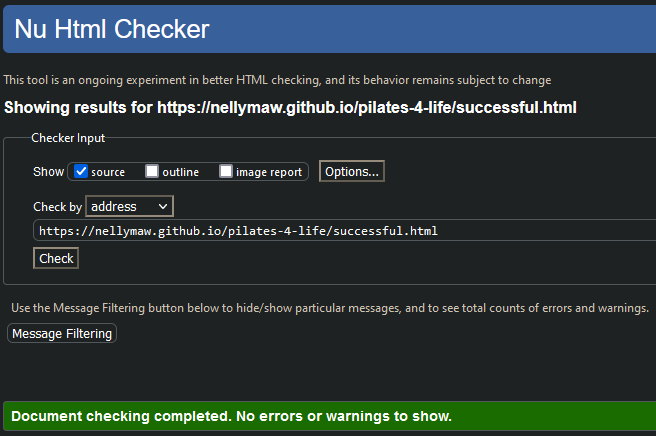 Nu Html Checker
This tool is an ongoing experiment in better HTML checking, and its behavior remains subject to change
Showing results for https://nellymaw.github.io/pilates-4-life/successful.html
Checker Input
Show source outline image report Options...
Check by address
https://nellymaw.github.io/pilates-4-life/successful.html
Check
Use the Message Filtering button below to hide/show particular messages, and to see total counts of errors and warnings.
Message Filtering
Document checking completed. No errors or warnings to show.